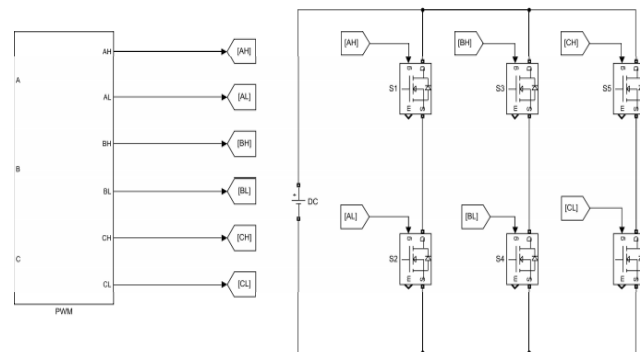 AH
[AH]
A
AL
[AL]
BH
[BH]
B
BL
[BL]
CH
[CH]
C
CL
[CL]
PWM
[AH]
g D
S1
E S
[BH]
g D
S3
E S
[CH]
g D
S5
E S
+
DC
[AL]
g D
S2
E S
[BL]
g D
S4
E S
[CL]
g D
E S